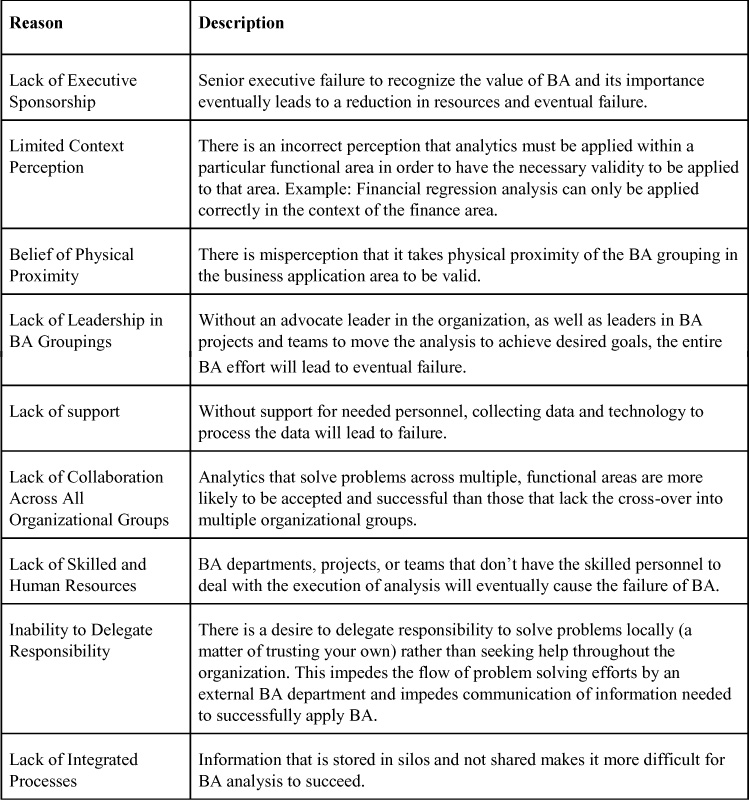 Reason
Description
Lack of Executive
Sponsorship
Senior executive failure to recognize the value of BA and its importance
eventually leads to a reduction in resources and eventual failure.
Limited Context
Perception
There is an incorrect perception that analytics must be applied within a
particular functional area in order to have the necessary validity to be applied
to that area. Example: Financial regression analysis can only be applied
correctly in the context of the finance area.
Belief of Physical
Proximity
There is misperception that it takes physical proximity of the BA grouping in
the business application area to be valid.
Lack of Leadership in
BA Groupings
Without an advocate leader in the organization, as well as leaders in BA
projects and teams to move the analysis to achieve desired goals, the entire
BA effort will lead to eventual failure.
Lack of support
Without support for needed personnel, collecting data and technology to
process the data will lead to failure.
Lack of Collaboration
Across All
Organizational Groups
Analytics that solve problems across multiple, functional areas are more
likely to be accepted and successful than those that lack the cross-over into
multiple organizational groups.
Lack of Skilled and
Human Resources
BA departments, projects, or teams that don’t have the skilled personnel to
deal with the execution of analysis will eventually cause the failure of BA.
Inability to Delegate
Responsibility
There is a desire to delegate responsibility to solve problems locally (a
matter of trusting your own) rather than seeking help throughout the
organization. This impedes the flow of problem solving efforts by an
external BA department and impedes communication of information needed
to successfully apply BA.
Lack of Integrated
Processes
Information that is stored in silos and not shared makes it more difficult for
BA analysis to succeed.